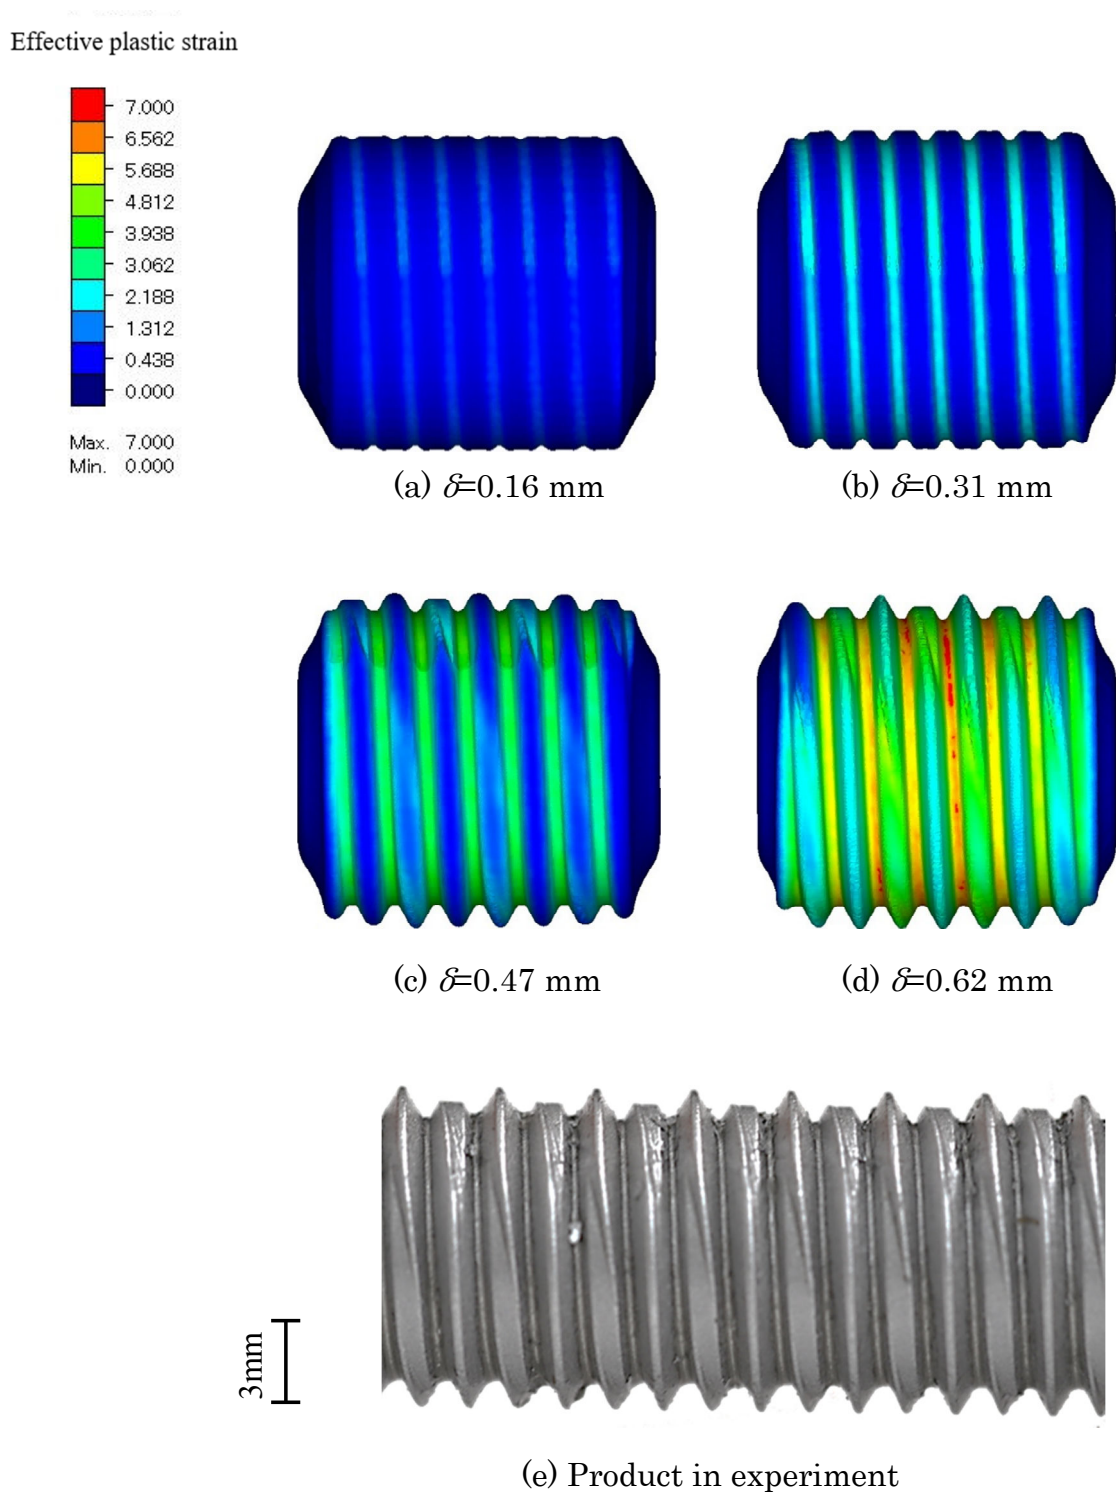 Effective plastic strain
7.000
6.562
5.688
4.812
3.938
3.062
2.188
1.312
0.438
0.000
Max. 7.000
Min. 0.000
(a) δ=0.16 mm
(b) δ=0.31 mm
(c) δ=0.47 mm
(d) δ=0.62 mm
3mm
(e) Product in experiment